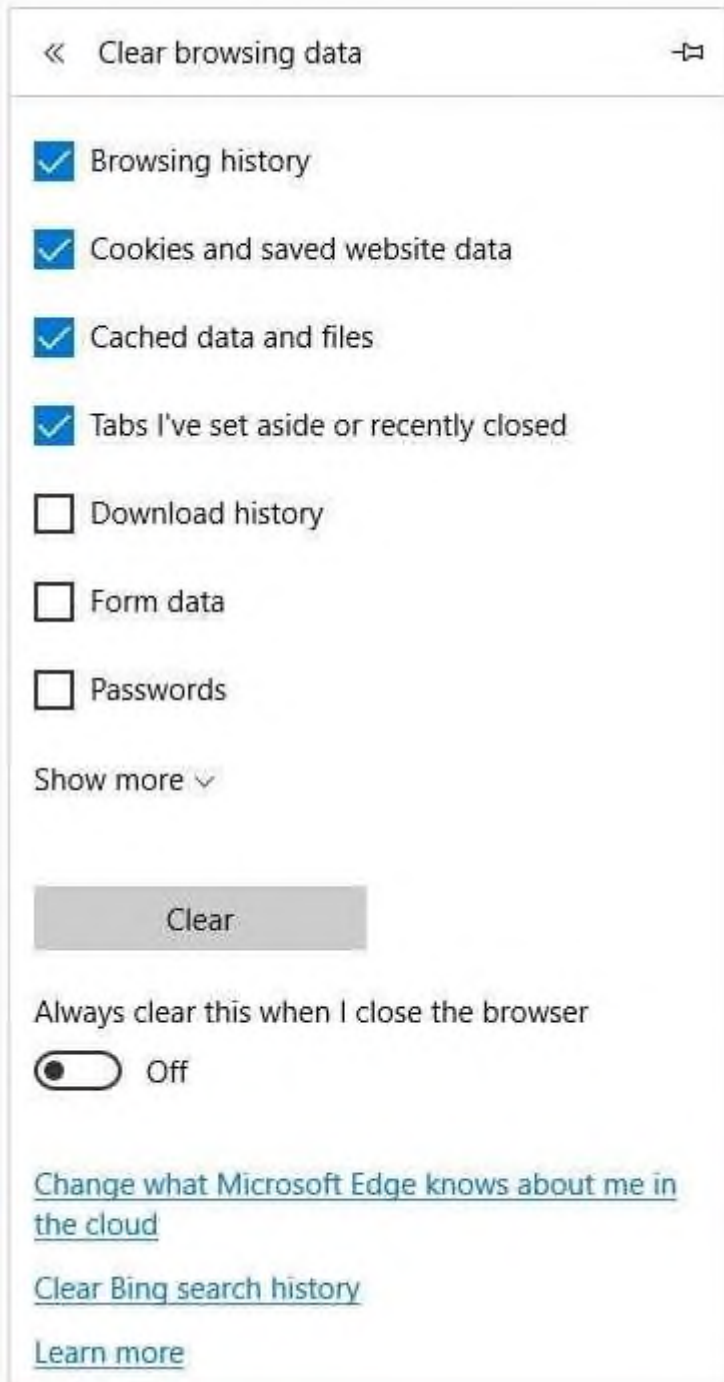 Clear browsing data
Browsing history
Cookies and saved website data
Cached data and files
Tabs I've set aside or recently closed
Download history
Form data
Passwords
Show more
Clear
Always clear this when I close the browser
Off
Change what Microsoft Edge knows about me in
the cloud
Clear Bing search history
Learn more